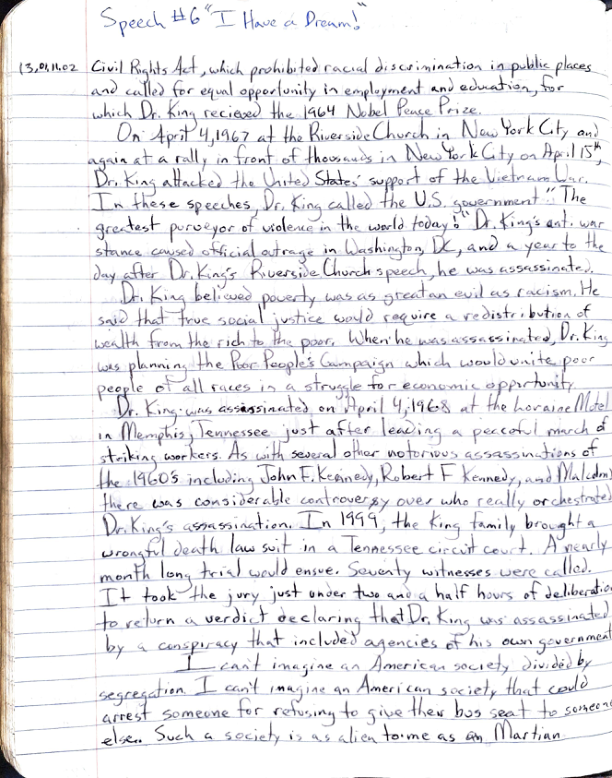 Speech #6 "I Have a Dream!"
13,01,11.02 Civil Rights Act, which prohibited racial discrimination in public places
and called for equal opportunity in employment and education, for
which Dr. King recieved the 1964 Nobel Peace Prize.
On April 4, 1967 at the Riverside Church in New York City and
again at a rally in front of thousands in New York City on April 15th,
Dr. King attacked the United States' support of the Vietnam War.
In these speeches, Dr. King called the U.S. government "The
greatest purveyor of violence in the world today!" Dr. King's anti-war
stance caused official outrage in Washington, DC, and a year to the
day after Dr. King's Riverside Church speech, he was assassinated.
Dr. King believed poverty was as great an evil as racism. He
said that true social justice would require a redistribution of
wealth from the rich to the poor. When he was assassinated, Dr. King
was planning the Poor People's Campaign which would unite poor
people of all races in a struggle for economic opportunity.
Dr. King was assassinated on April 4, 1968 at the Loraine Motel
in Memphis, Tennessee just after leading a peaceful march of
striking workers. As with several other notorious assassinations of
the 1960's including John F. Kennedy, Robert F Kennedy, and Malcolm
there was considerable controversy over who really orchestrated
Dr. King's assassination. In 1999, the King family brought a
wrongful death law suit in a Tennessee circuit court. A nearly
month long trial would ensue. Seventy witnesses were called.
It took the jury just under two and a half hours of deliberation
to return a verdict declaring that Dr. King was assassinated
by a conspiracy that included agencies of his own government
I can't imagine an American society divided by
segregation. I can't imagine an American society that could
arrest someone for refusing to give their bus seat to someone
else. Such a society is as alien to me as an Martian.